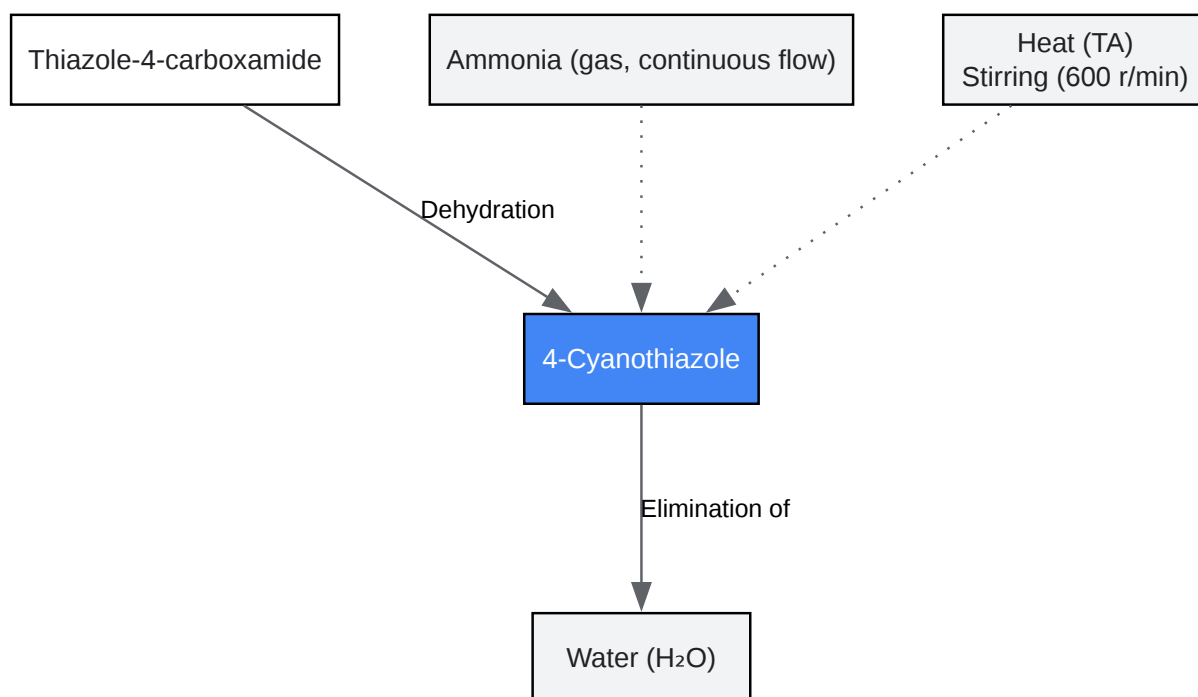 Thiazole-4-carboxamide
Ammonia (gas, continuous flow)
Heat (TA)
Stirring (600 r/min)
Dehydration
4-Cyanothiazole
Elimination of
Water (H₂O)